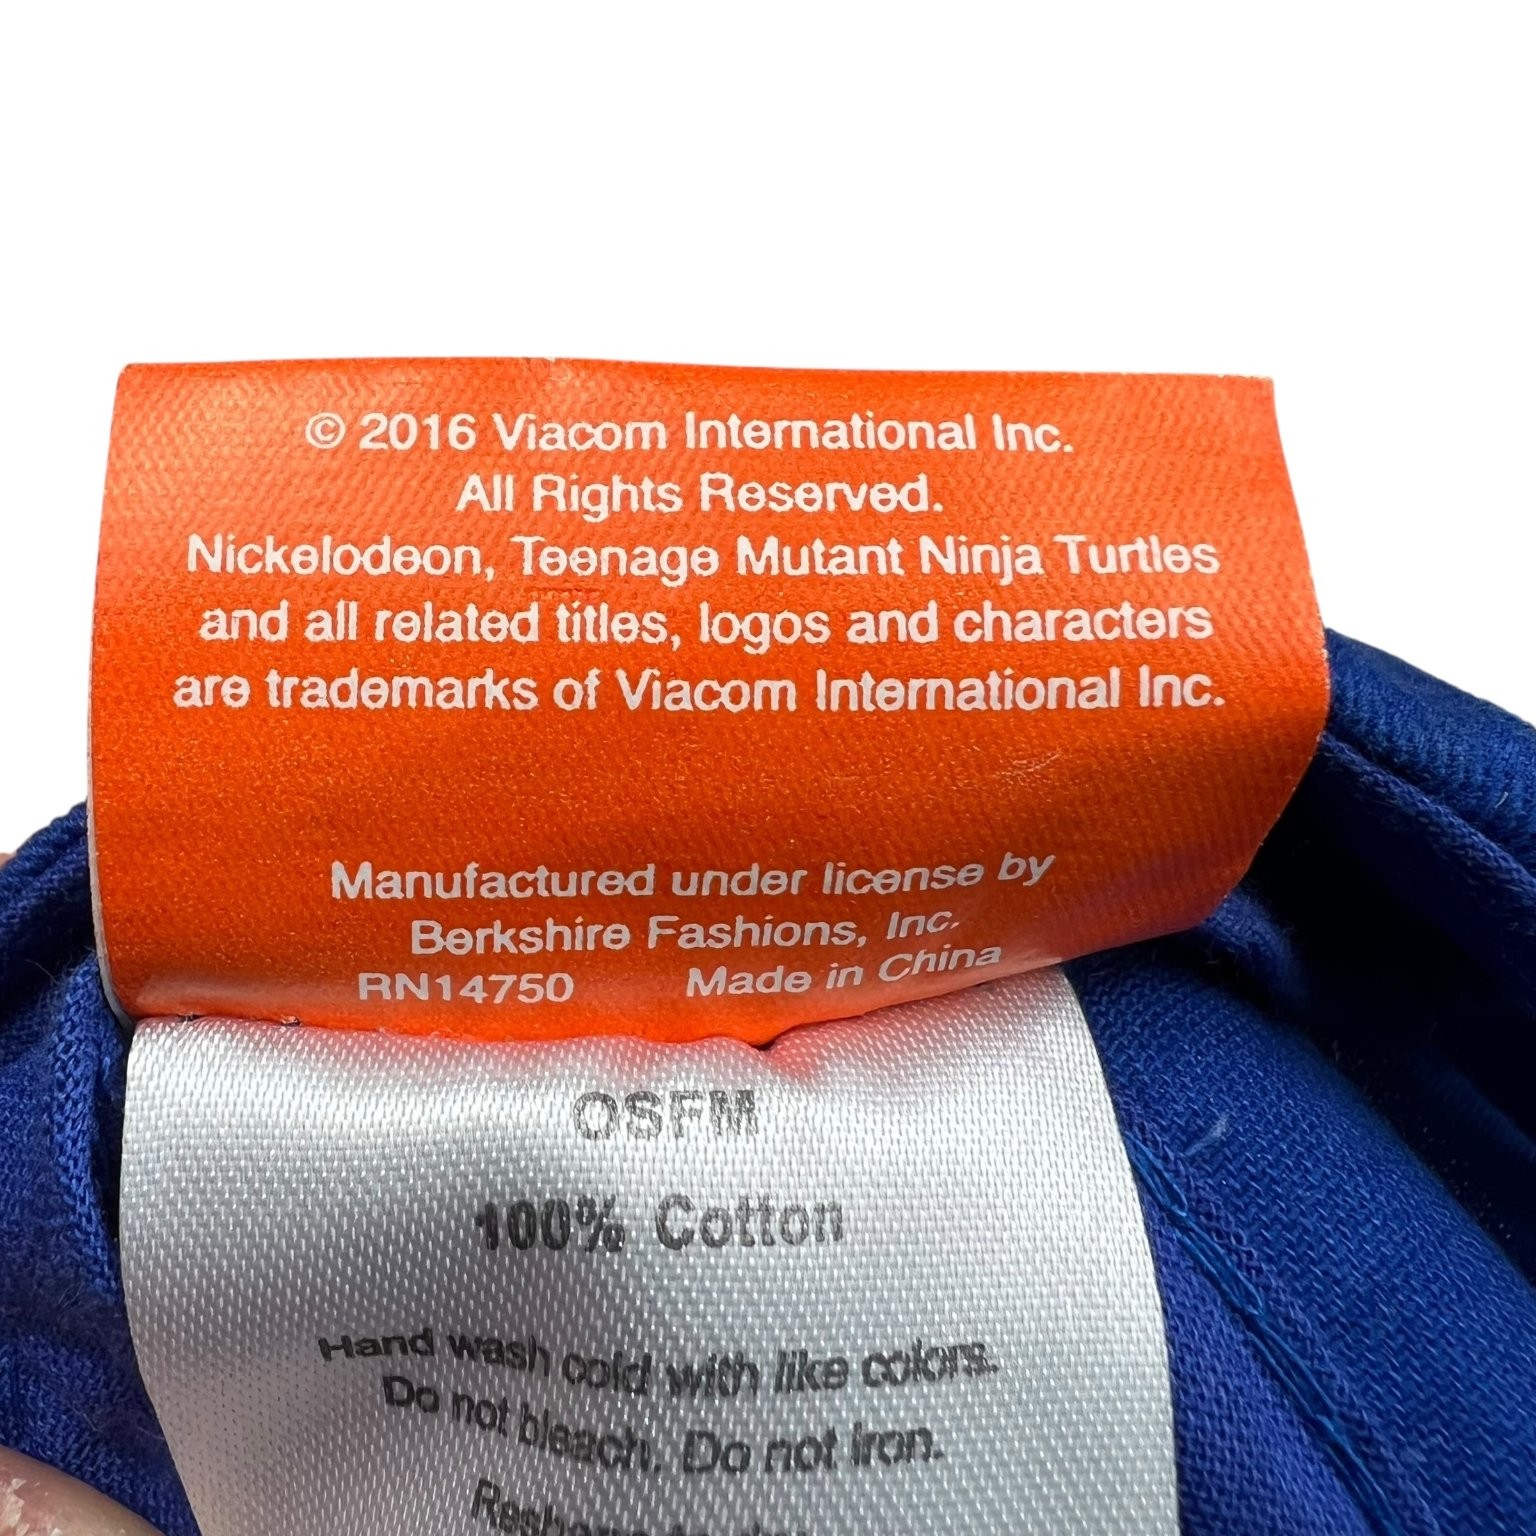 © 2016 Viacom International Inc.
All Rights Reserved.
Nickelodeon, Teenage Mutant Ninja Turtles
and all related titles, logos and characters
are trademarks of Viacom International Inc.
Manufactured under license by
Berkshire Fashions, Inc.
RN14750 Made in China
OSFM
100% Cotton
Hand wash cold with like colors.
Do not bleach. Do not Iron.